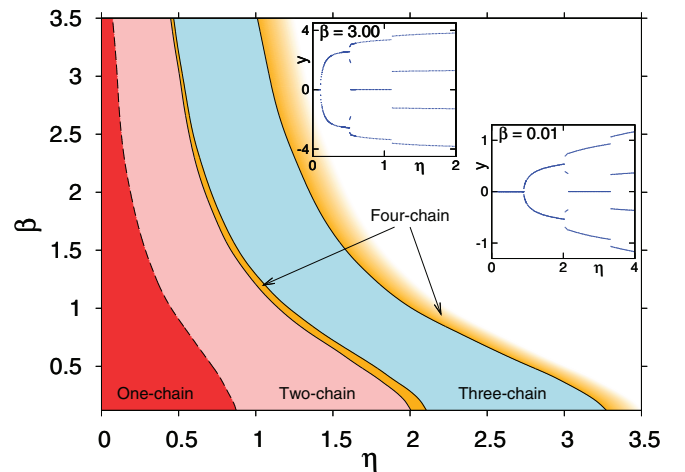 3.5
3
2.5
2
1.5
1
0.5
β
0
0.5
1
1.5
2
2.5
3
3.5
η
One-chain
Two-chain
Three-chain
Four-chain
β = 3.00
4
0
-4
y
0
1
2
η
β = 0.01
1
0
-1
y
0
2
4
η